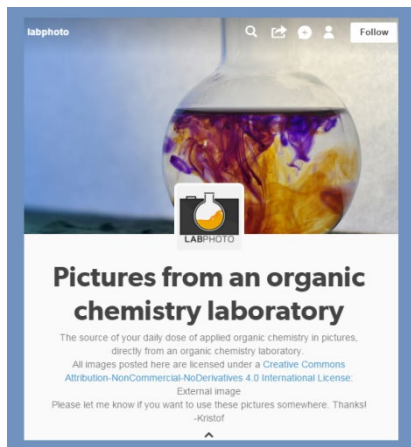 labphoto
Follow
LABPHOTO
Pictures from an organic
chemistry laboratory
The source of your daily dose of applied organic chemistry in pictures,
directly from an organic chemistry laboratory.
All images posted here are licensed under a Creative Commons
Attribution-NonCommercial-NoDerivatives 4.0 International License:
External image
Please let me know if you want to use these pictures somewhere. Thanks!
-Kristof